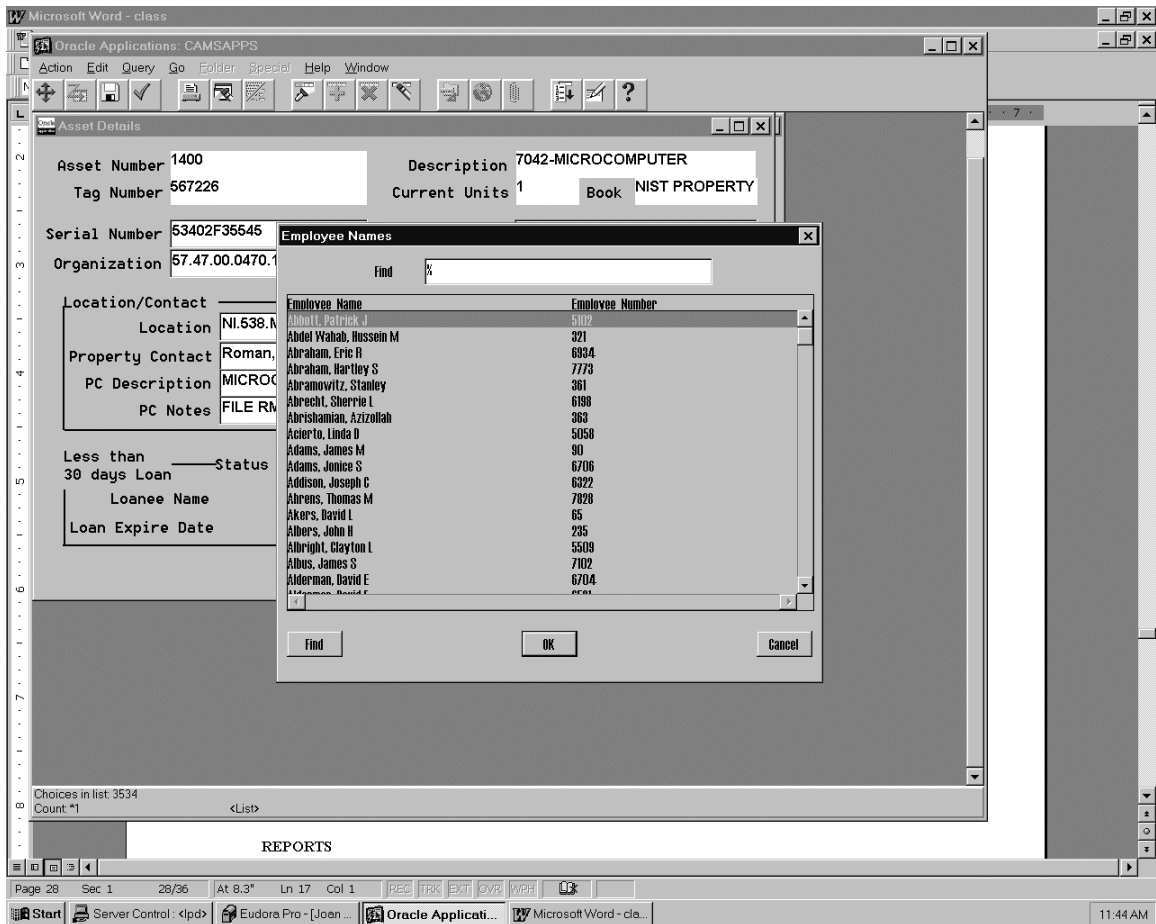 Microsoft Word - class
Oracle Applications: CAMSAPPS
Action Edit Query Go Folder Special Help Window
Asset Details
7
Asset Number 1400 Description 7042-MICROCOMPUTER
Tag Number 567226 Current Units 1 Book NIST PROPERTY
Serial Number 53402F35545
Organization 57.47.00.0470.1
Location/Contact
Location NI.538.M
Property Contact Roman,
PC Description MICROC
PC Notes FILE RM
Less than
30 days Loan Status
Loanee Name
Loan Expire Date
Employee Names
Find %
Employee Name Employee Number
Abbott, Patrick J 5102
Abdel Wahab, Hussein M 321
Abraham, Eric R 6934
Abraham, Hartley S 7773
Abramowitz, Stanley 361
Abrecht, Sherrie L 6198
Abrishamian, Azizollah 363
Acierto, Linda D 5058
Adams, James M 90
Adams, Jonice S 6706
Addison, Joseph C 6322
Ahrens, Thomas M 7828
Akers, David L 65
Albers, John H 235
Albright, Clayton L 5509
Albus, James S 7102
Alderman, David E 6704
Find OK Cancel
Choices in list: 3534
Count: *1 <List>
REPORTS
Page 28 Sec 1 28/36 At 8.3" Ln 17 Col 1 REC TRK EXT OVR WPH
Start Server Control : <lpd> Eudora Pro - [Joan ... Oracle Applicati... Microsoft Word - cla... 11:44 AM